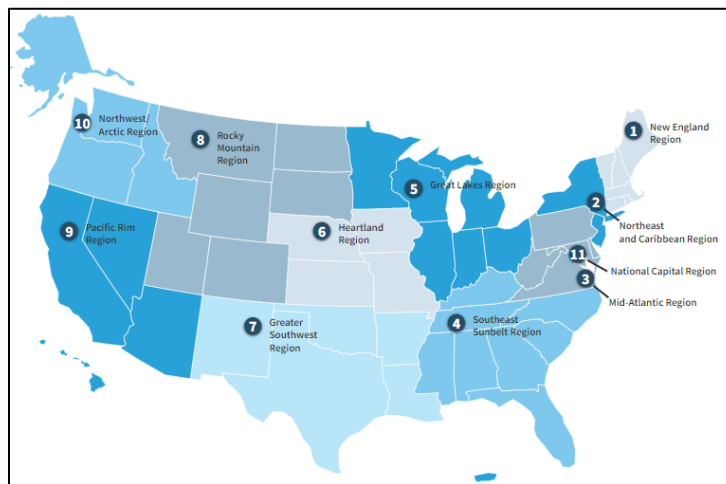 1 New England
Region
10 Northwest/
Arctic Region
8 Rocky
Mountain
Region
5 Great Lakes Region
2
Northeast
and Caribbean Region
9 Pacific Rim
Region
6 Heartland
Region
11
National Capital Region
3
Mid-Atlantic Region
7 Greater
Southwest
Region
4 Southeast
Sunbelt Region